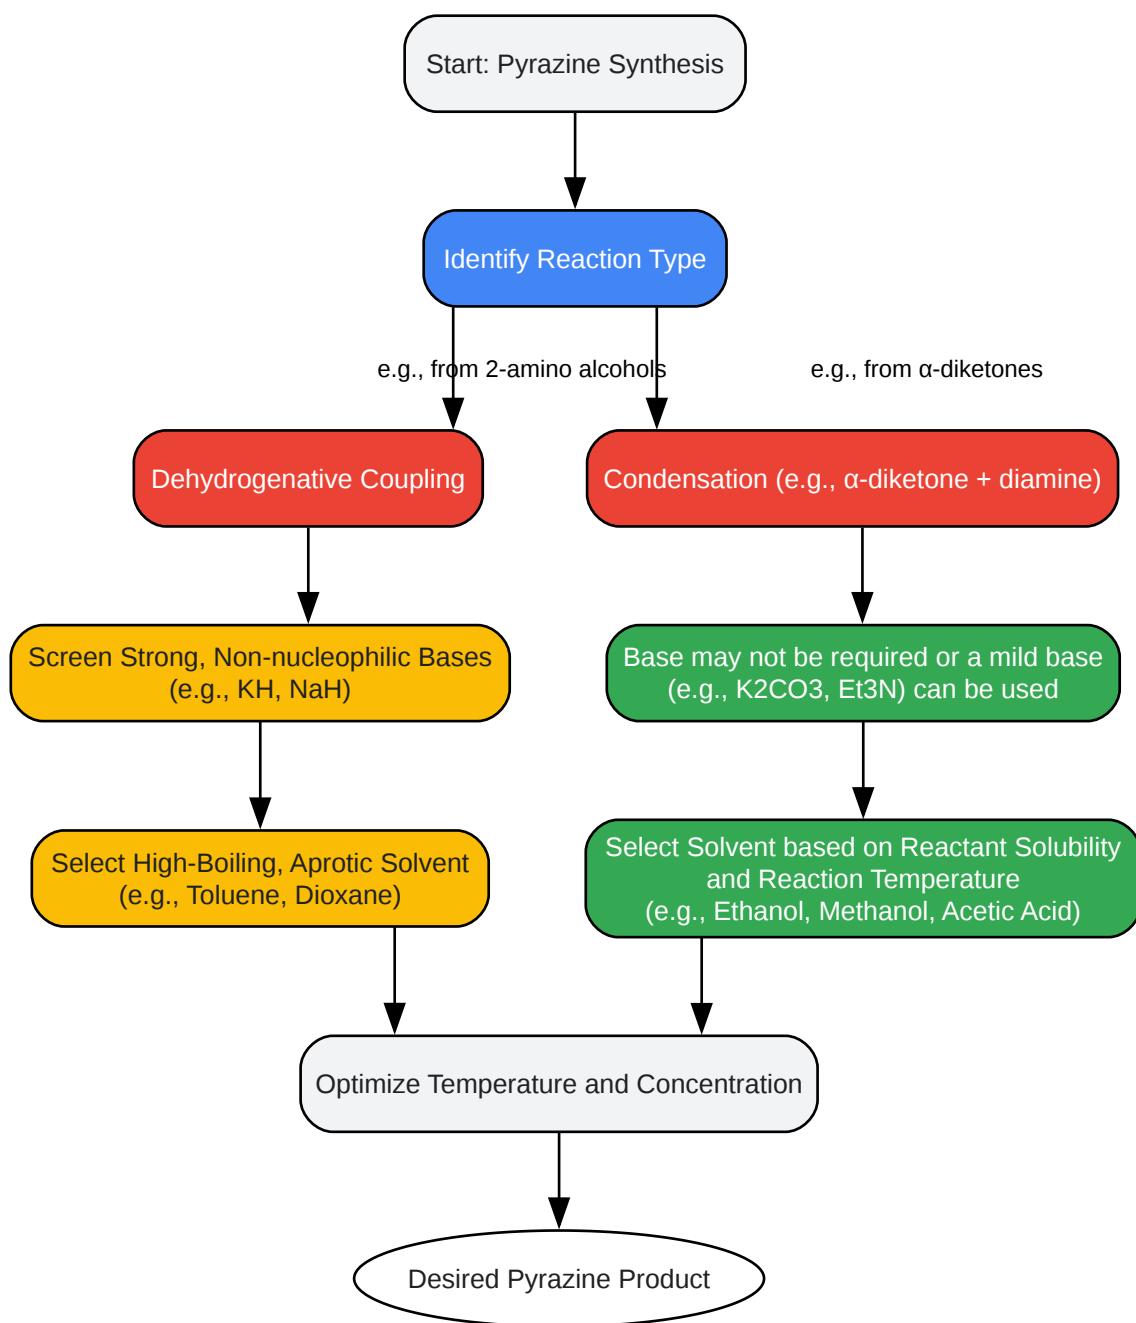 Start: Pyrazine Synthesis
Identify Reaction Type
e.g., from 2-amino alcohols
e.g., from α-diketones
Dehydrogenative Coupling
Condensation (e.g., α-diketone + diamine)
Screen Strong, Non-nucleophilic Bases
(e.g., KH, NaH)
Base may not be required or a mild base
(e.g., K2CO3, Et3N) can be used
Select High-Boiling, Aprotic Solvent
(e.g., Toluene, Dioxane)
Select Solvent based on Reactant Solubility
and Reaction Temperature
(e.g., Ethanol, Methanol, Acetic Acid)
Optimize Temperature and Concentration
Desired Pyrazine Product